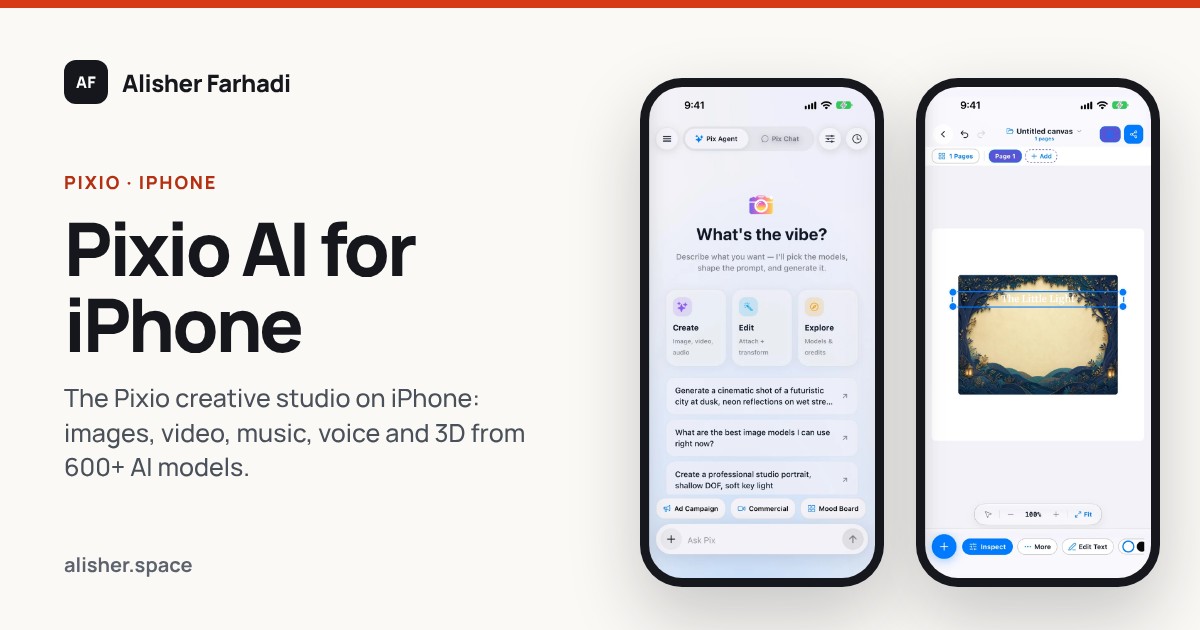 AF
Alisher Farhadi
PIXIO · IPHONE
Pixio AI for
iPhone
The Pixio creative studio on iPhone:
images, video, music, voice and 3D from
600+ AI models.
alisher.space
9:41
Pix Agent
Pix Chat
What's the vibe?
Describe what you want — I'll pick the models,
shape the prompt, and generate it.
Create
Image, video,
audio
Edit
Attach +
transform
Explore
Models &
credits
Generate a cinematic shot of a futuristic
city at dusk, neon reflections on wet stre...
What are the best image models I can use
right now?
Create a professional studio portrait,
shallow DOF, soft key light
Ad Campaign
Commercial
Mood Board
Ask Pix
9:41
Untitled canvas
1 pages
1 Pages
Page 1
+ Add
The Little Light
100%
Fit
Inspect
More
Edit Text